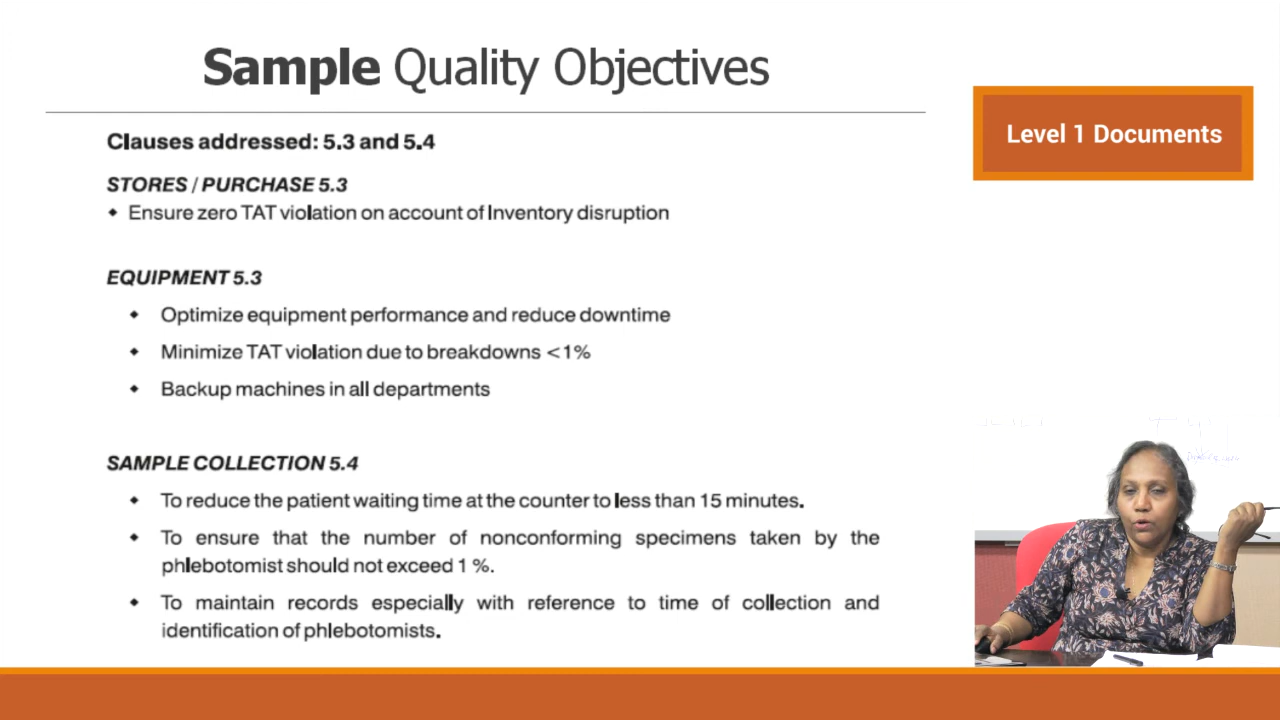 Sample Quality Objectives
Level 1 Documents
Clauses addressed: 5.3 and 5.4
STORES / PURCHASE 5.3
Ensure zero TAT violation on account of Inventory disruption
EQUIPMENT 5.3
Optimize equipment performance and reduce downtime
Minimize TAT violation due to breakdowns <1%
Backup machines in all departments
SAMPLE COLLECTION 5.4
To reduce the patient waiting time at the counter to less than 15 minutes.
To ensure that the number of nonconforming specimens taken by the
phlebotomist should not exceed 1 %.
To maintain records especially with reference to time of collection and
identification of phlebotomists.